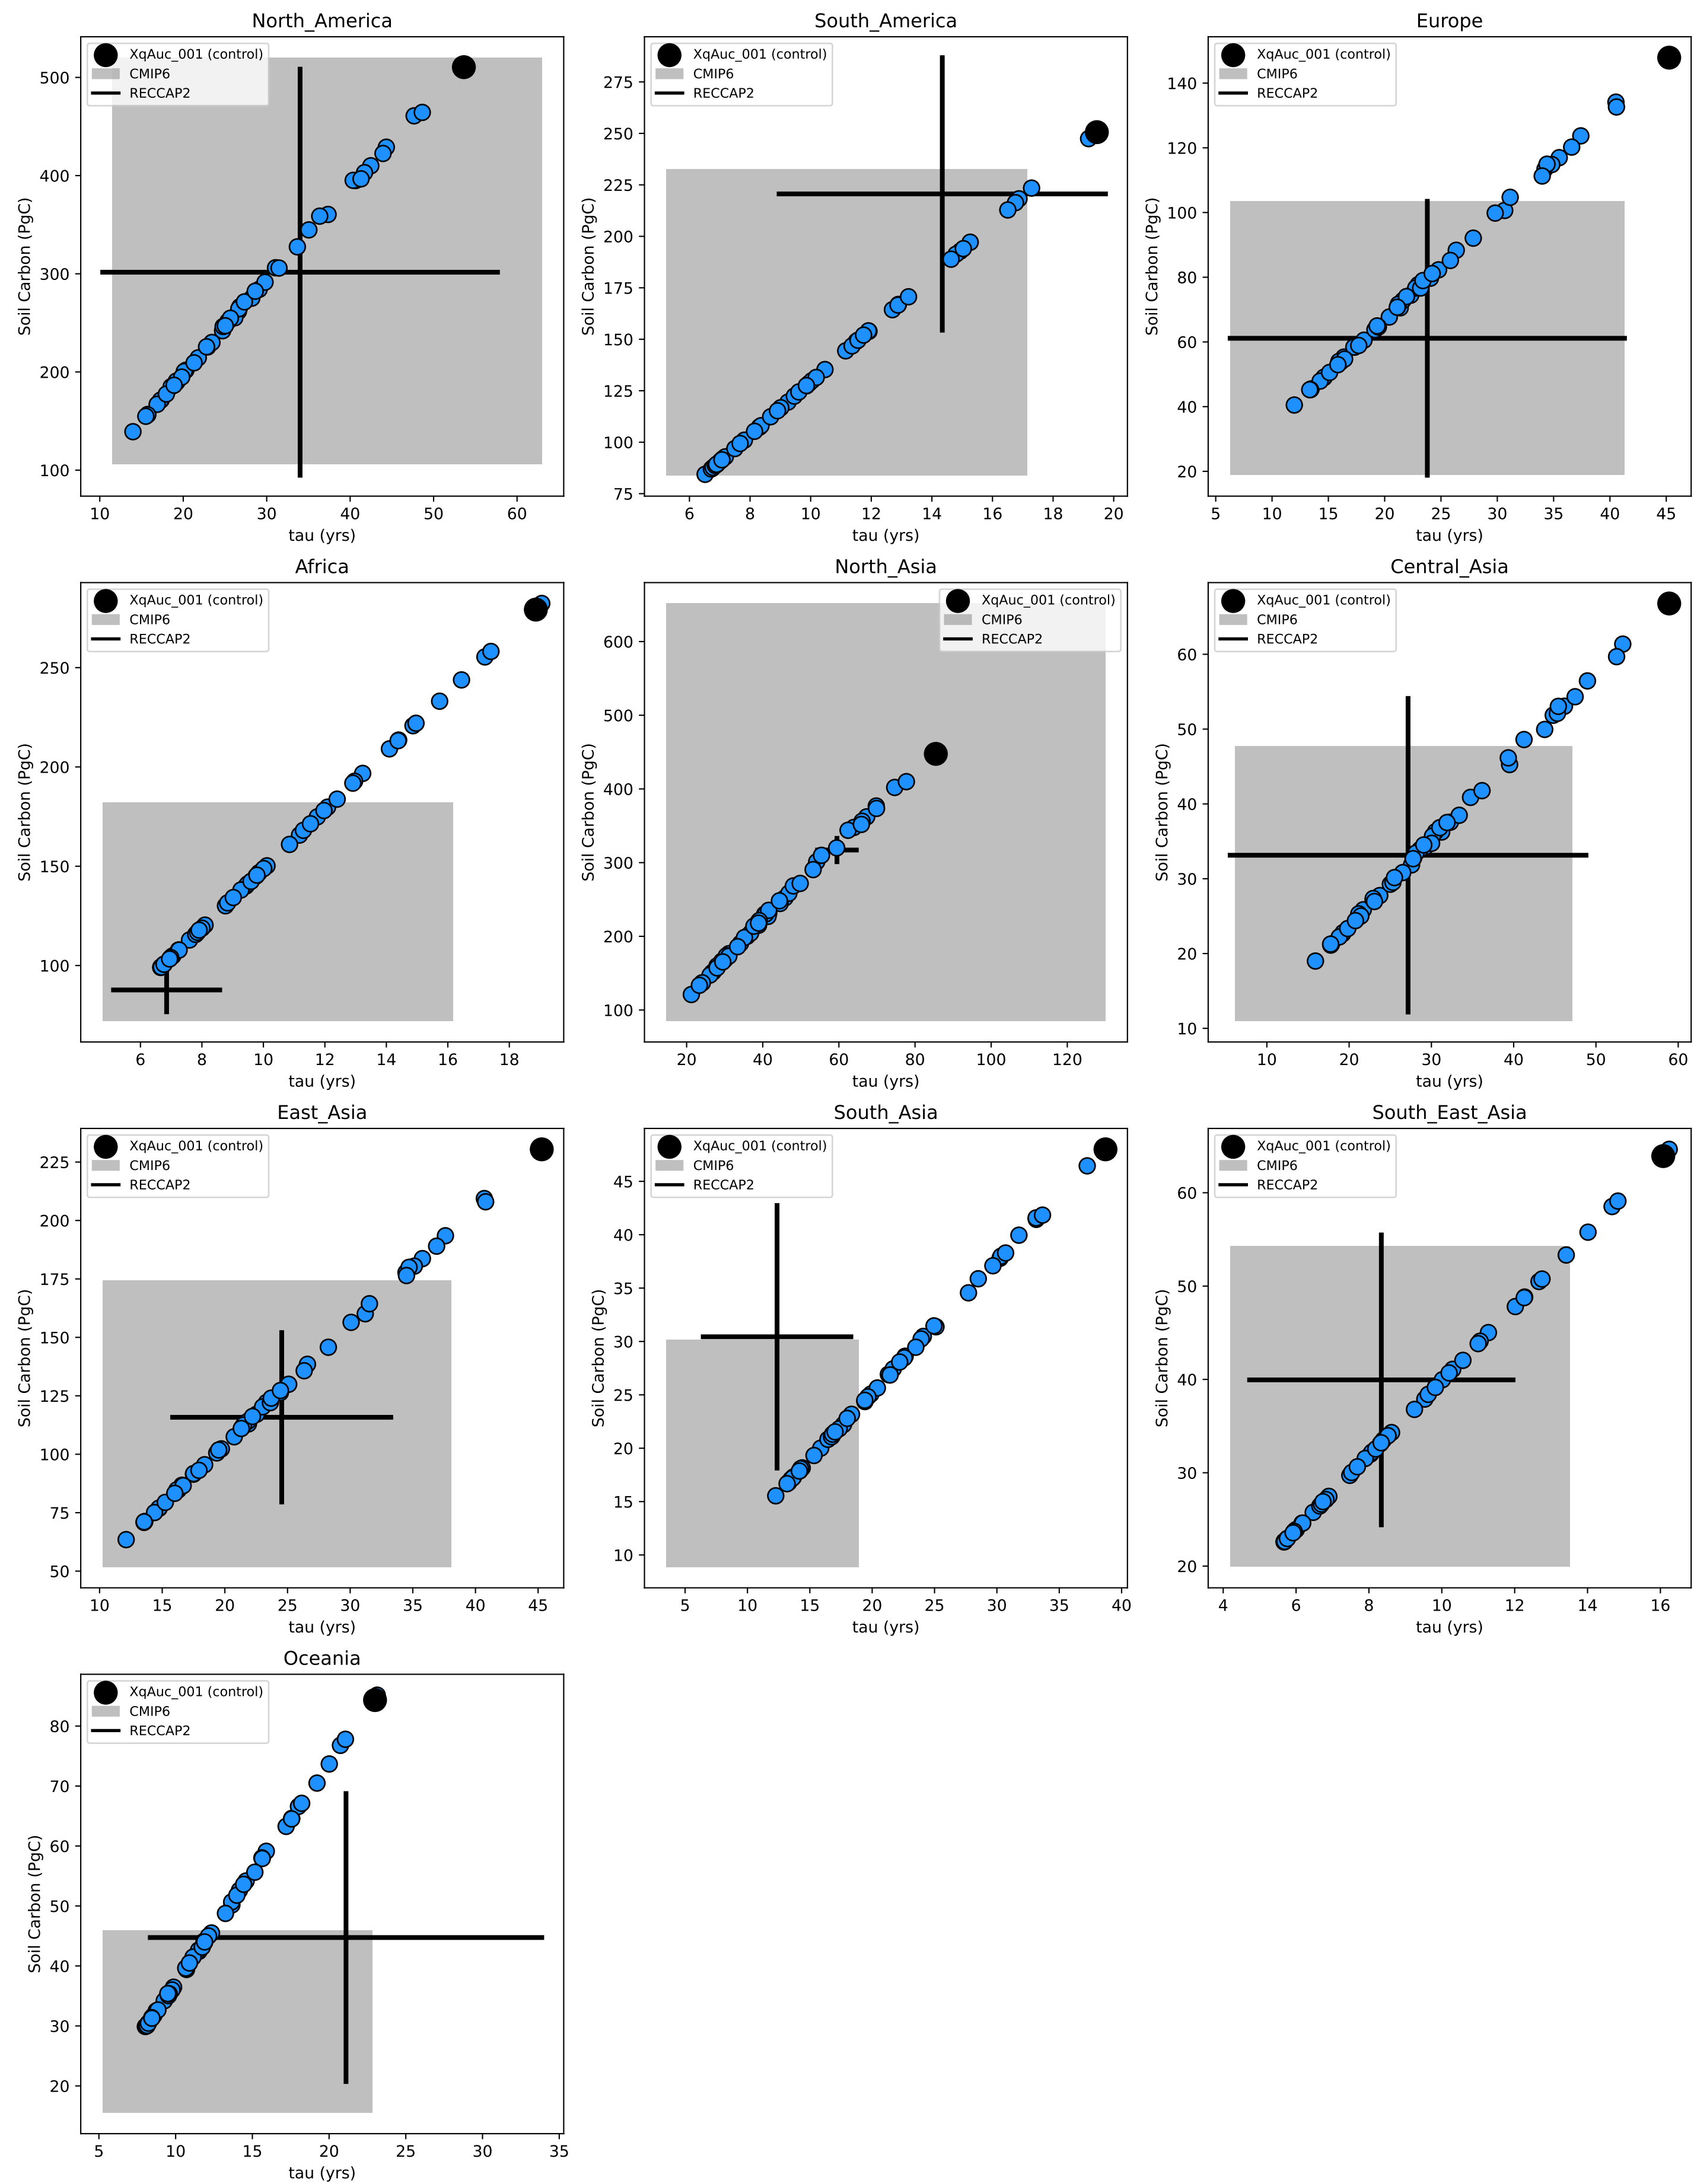 North_America
XqAuc_001 (control)
CMIP6
RECCAP2
Soil Carbon (PgC)
500
400
300
200
100
10 20 30 40 50 60
tau (yrs)
South_America
XqAuc_001 (control)
CMIP6
RECCAP2
Soil Carbon (PgC)
275
250
225
200
175
150
125
100
75
6 8 10 12 14 16 18 20
tau (yrs)
Europe
XqAuc_001 (control)
CMIP6
RECCAP2
Soil Carbon (PgC)
140
120
100
80
60
40
20
5 10 15 20 25 30 35 40 45
tau (yrs)
Africa
XqAuc_001 (control)
CMIP6
RECCAP2
Soil Carbon (PgC)
250
200
150
100
6 8 10 12 14 16 18
tau (yrs)
North_Asia
XqAuc_001 (control)
CMIP6
RECCAP2
Soil Carbon (PgC)
600
500
400
300
200
100
20 40 60 80 100 120
tau (yrs)
Central_Asia
XqAuc_001 (control)
CMIP6
RECCAP2
Soil Carbon (PgC)
60
50
40
30
20
10
10 20 30 40 50 60
tau (yrs)
East_Asia
XqAuc_001 (control)
CMIP6
RECCAP2
Soil Carbon (PgC)
225
200
175
150
125
100
75
50
10 15 20 25 30 35 40 45
tau (yrs)
South_Asia
XqAuc_001 (control)
CMIP6
RECCAP2
Soil Carbon (PgC)
45
40
35
30
25
20
15
10
5 10 15 20 25 30 35 40
tau (yrs)
South_East_Asia
XqAuc_001 (control)
CMIP6
RECCAP2
Soil Carbon (PgC)
60
50
40
30
20
4 6 8 10 12 14 16
tau (yrs)
Oceania
XqAuc_001 (control)
CMIP6
RECCAP2
Soil Carbon (PgC)
80
70
60
50
40
30
20
5 10 15 20 25 30 35
tau (yrs)